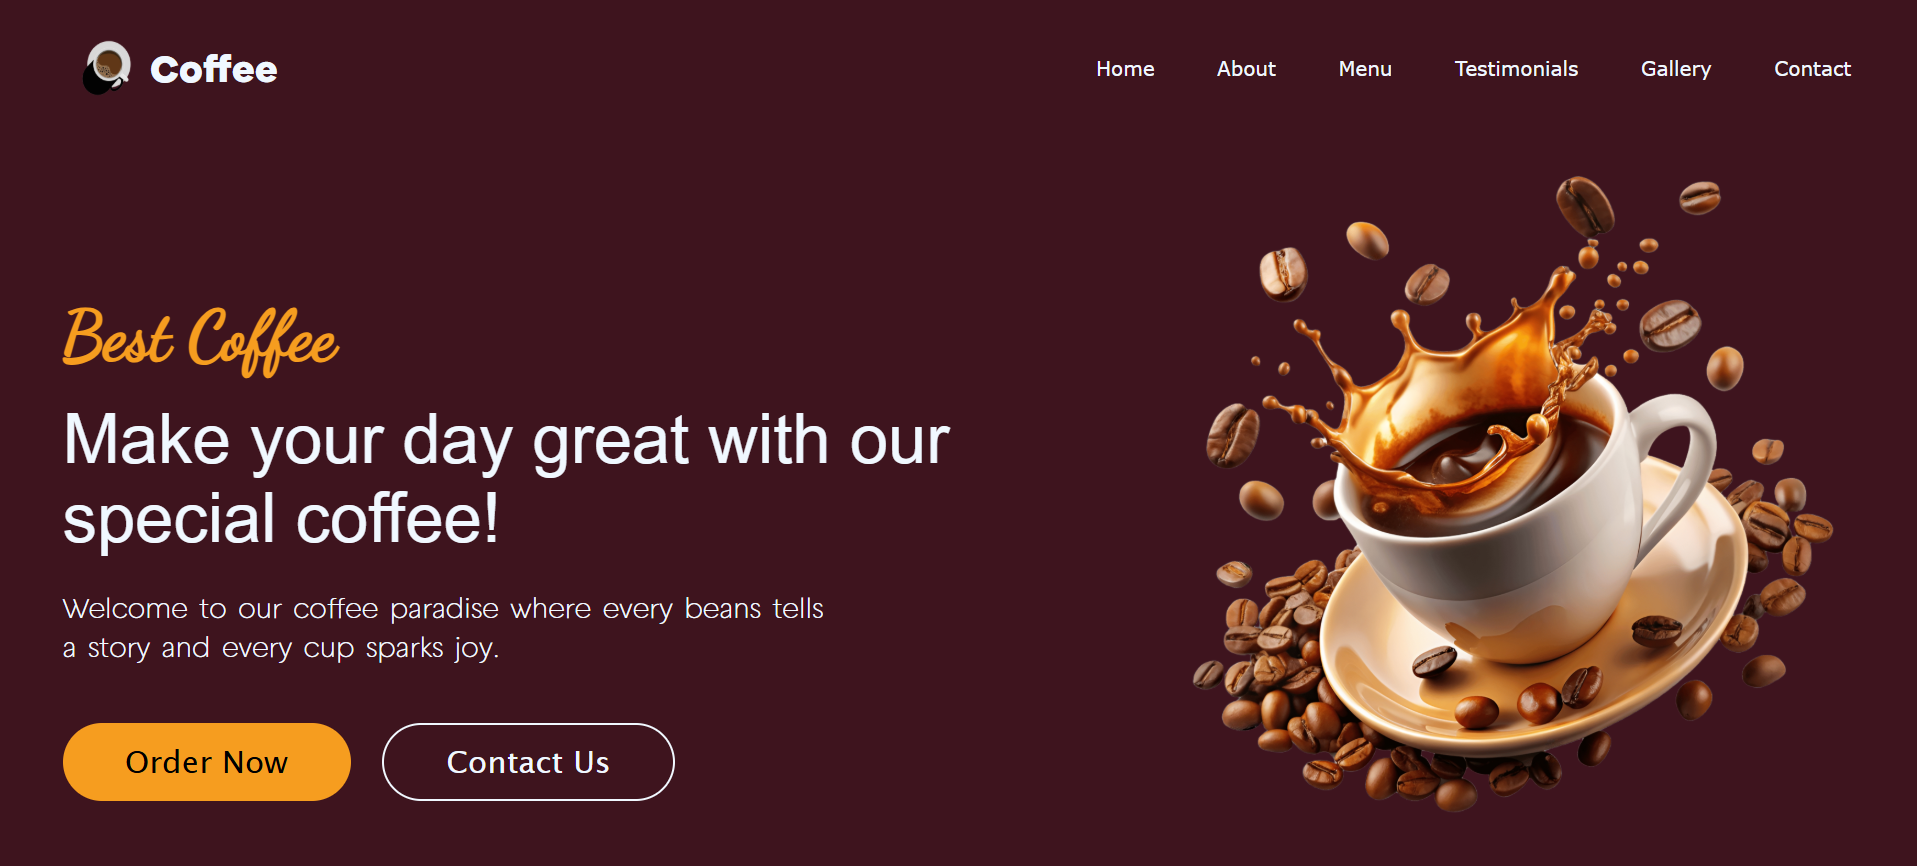 Coffee
Home About Menu Testimonials Gallery Contact
Best Coffee
Make your day great with our
special coffee!
Welcome to our coffee paradise where every beans tells
a story and every cup sparks joy.
Order Now Contact Us